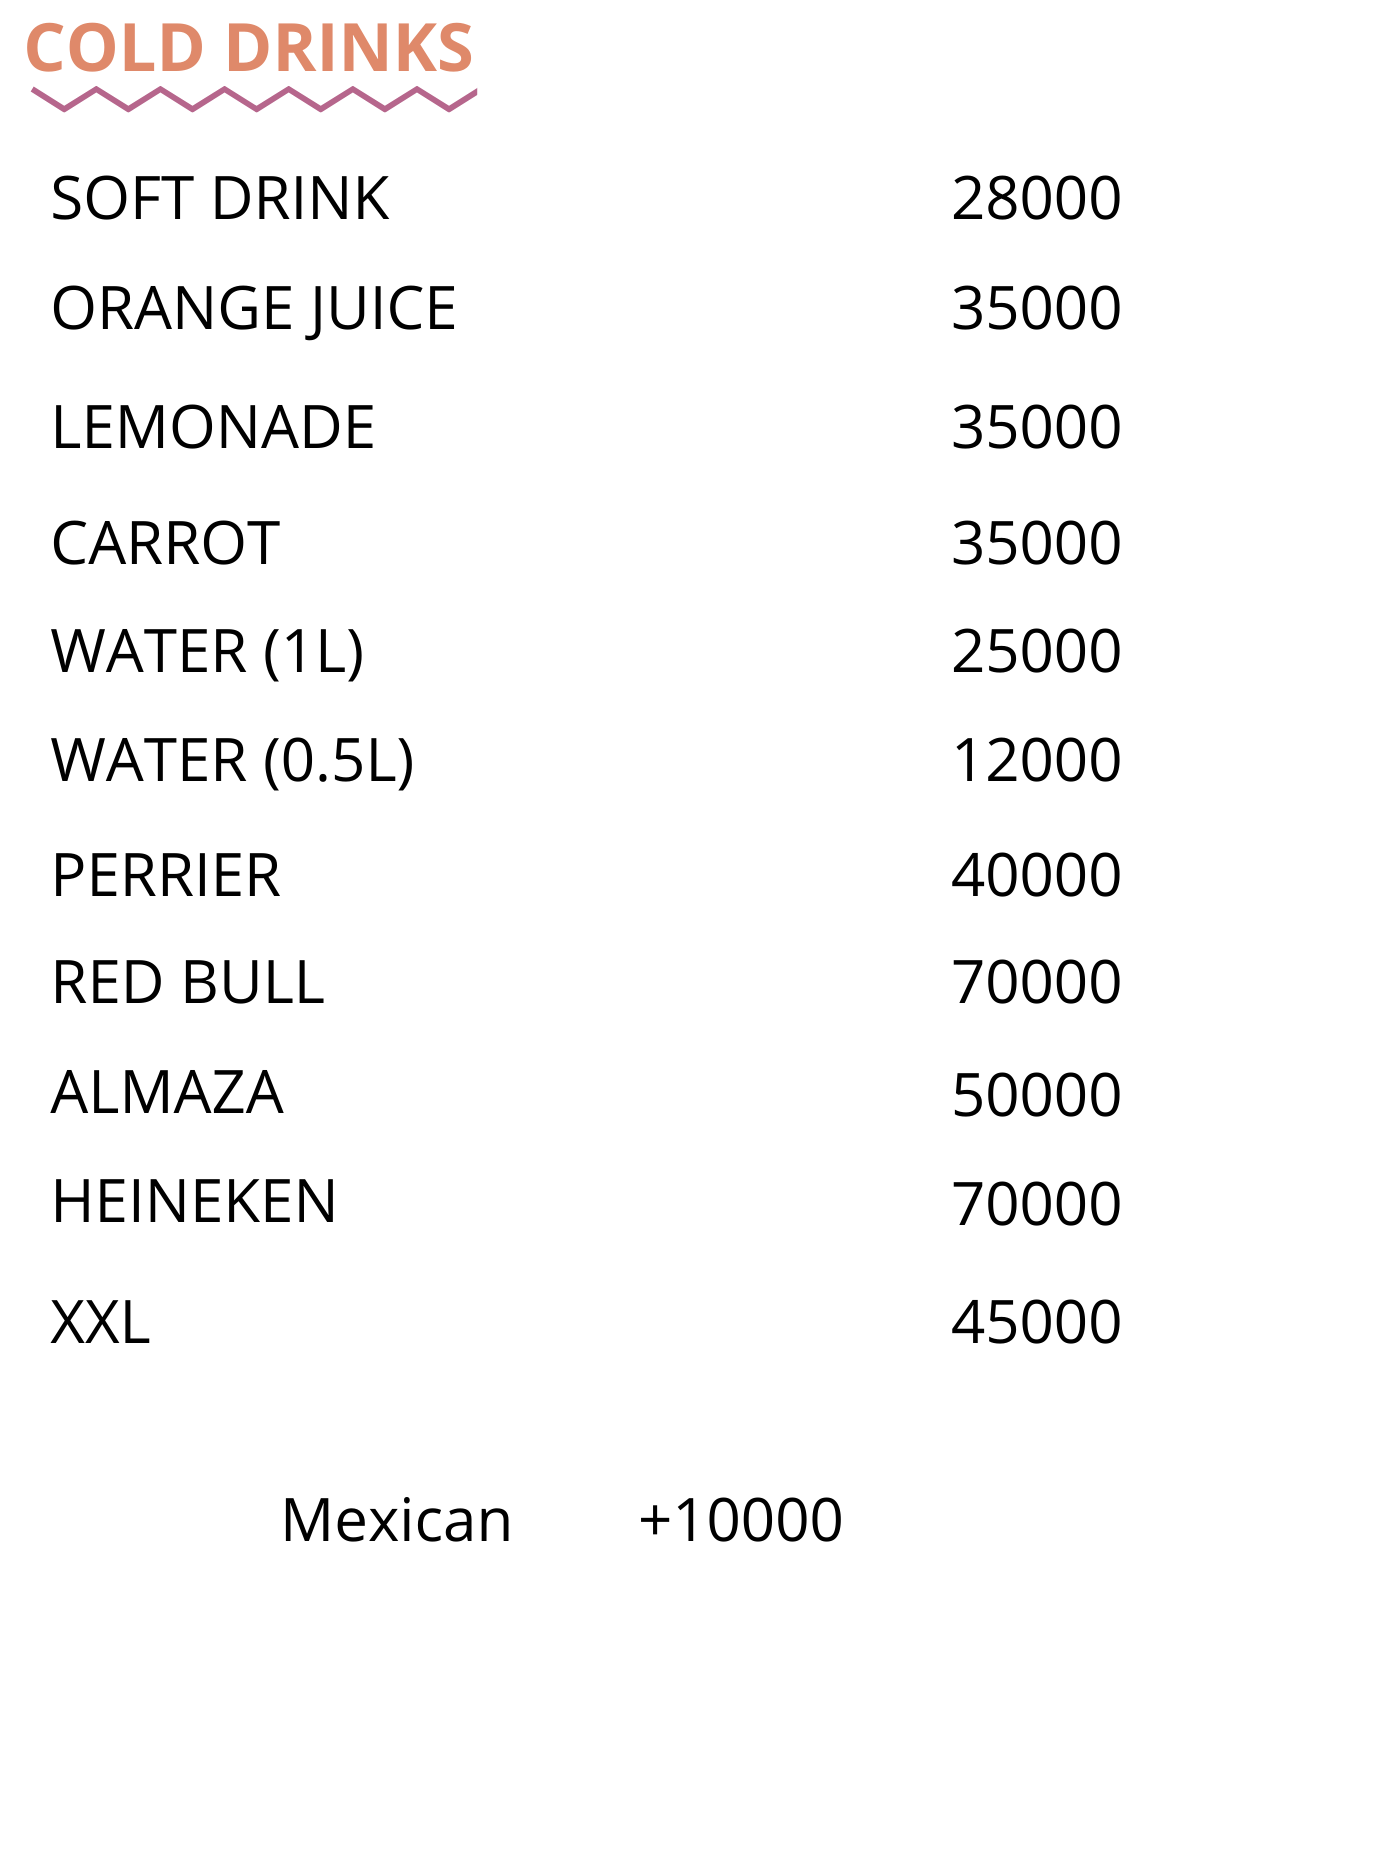 COLD DRINKS
SOFT DRINK 28000
ORANGE JUICE 35000
LEMONADE 35000
CARROT 35000
WATER (1L) 25000
WATER (0.5L) 12000
PERRIER 40000
RED BULL 70000
ALMAZA 50000
HEINEKEN 70000
XXL 45000
Mexican +10000